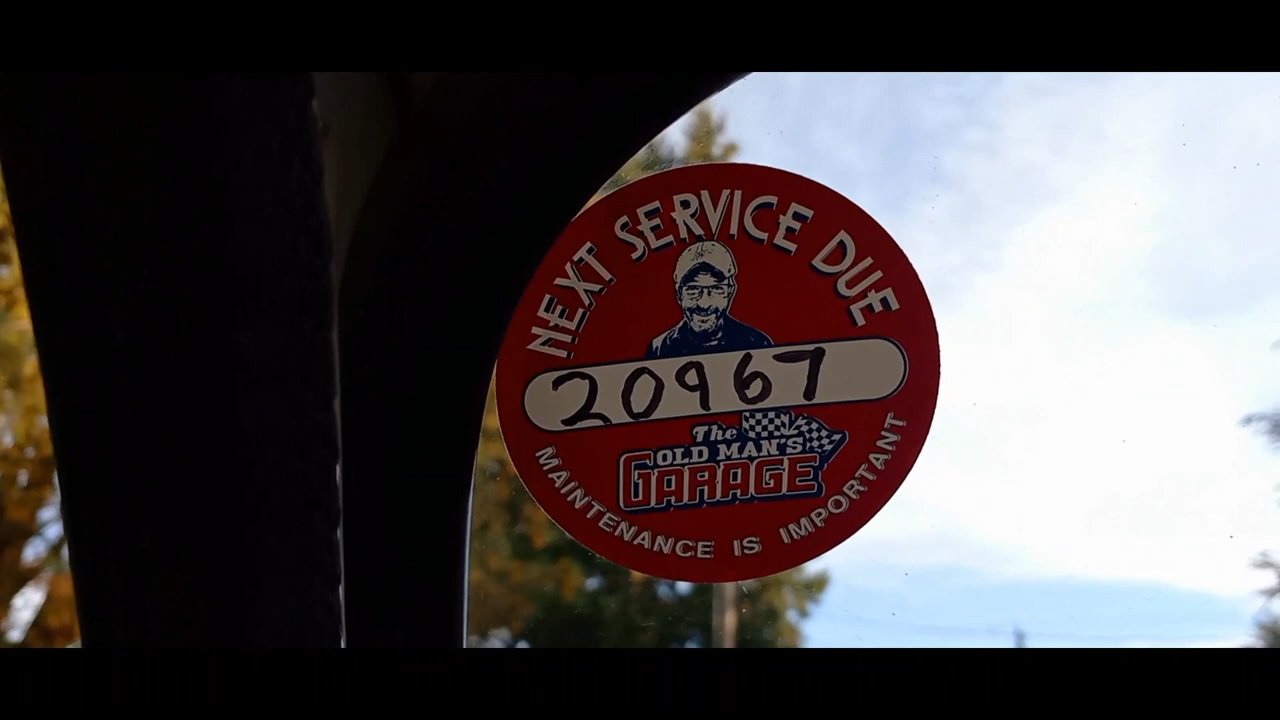 NEXT SERVICE DUE
20967
The
OLD MAN'S
GARAGE
MAINTENANCE IS IMPORTANT